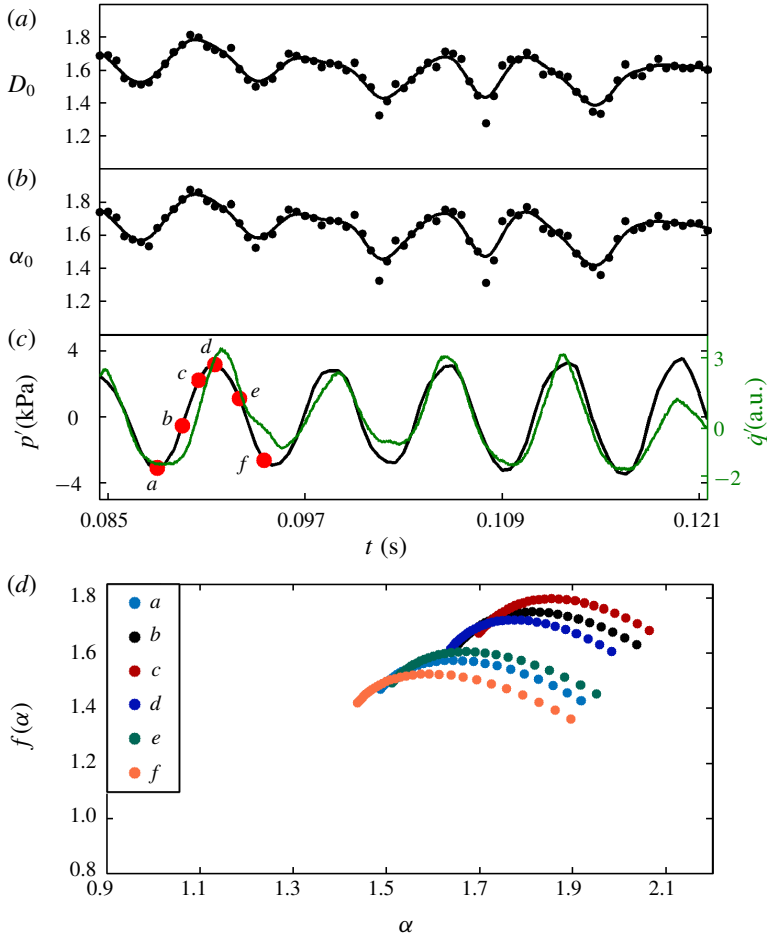 (a)
1.8
1.6
1.4
1.2
D0
(b)
1.8
1.6
1.4
1.2
α0
(c)
4
0
−4
p′(kPa)
3
0
−2
q̇′(a.u.)
a
b
c
d
e
f
0.085 0.097 0.109 0.121
t (s)
(d)
1.8
1.6
1.4
1.2
1.0
0.8
f(α)
a
b
c
d
e
f
0.9 1.1 1.3 1.5 1.7 1.9 2.1
α